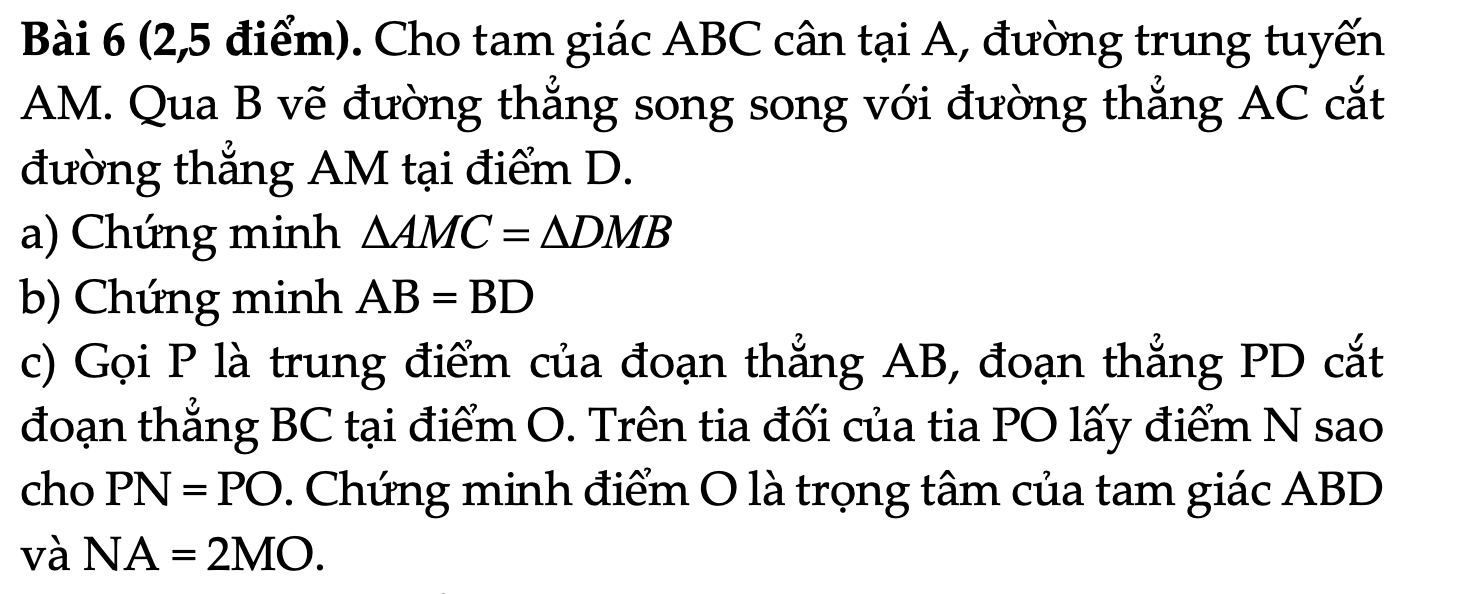 Bài 6 (2,5 điểm). Cho tam giác ABC cân tại A, đường trung tuyến
AM. Qua B vẽ đường thẳng song song với đường thẳng AC cắt
đường thẳng AM tại điểm D.
a) Chứng minh ΔAMC = ΔDMB
b) Chứng minh AB = BD
c) Gọi P là trung điểm của đoạn thẳng AB, đoạn thẳng PD cắt
đoạn thẳng BC tại điểm O. Trên tia đối của tia PO lấy điểm N sao
cho PN = PO. Chứng minh điểm O là trọng tâm của tam giác ABD
và NA = 2MO.